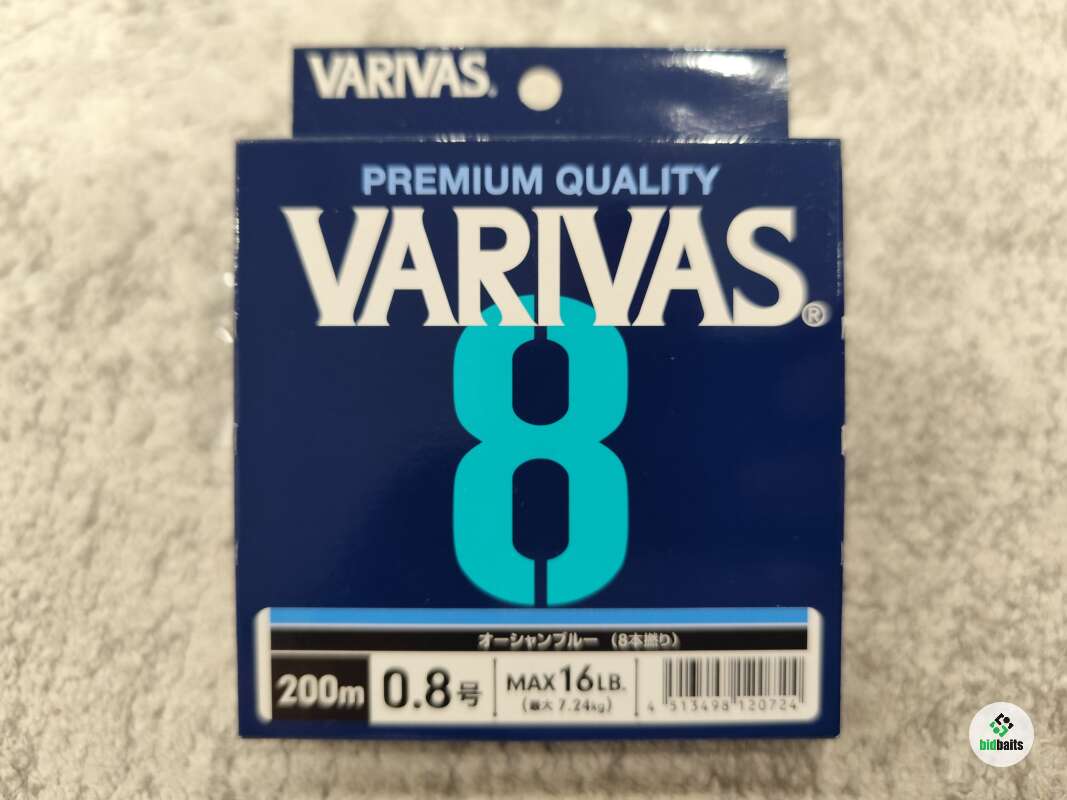 VARIVAS®
PREMIUM QUALITY
VARIVAS®
8
オーシャンブルー (8本撚り)
200m 0.8号 MAX 16LB.
(最大 7.24kg)
4 513498 120724
bidbaits